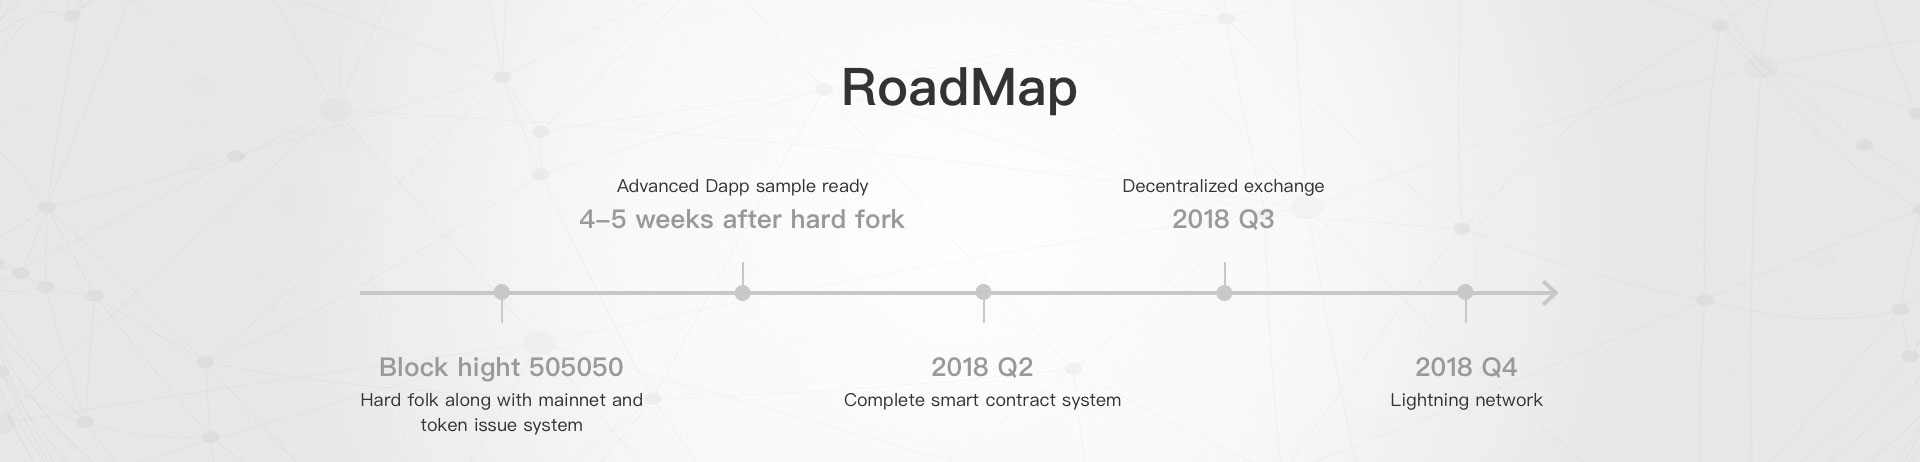 RoadMap
Advanced Dapp sample ready
4–5 weeks after hard fork
Decentralized exchange
2018 Q3
Block hight 505050
Hard folk along with mainnet and
token issue system
2018 Q2
Complete smart contract system
2018 Q4
Lightning network